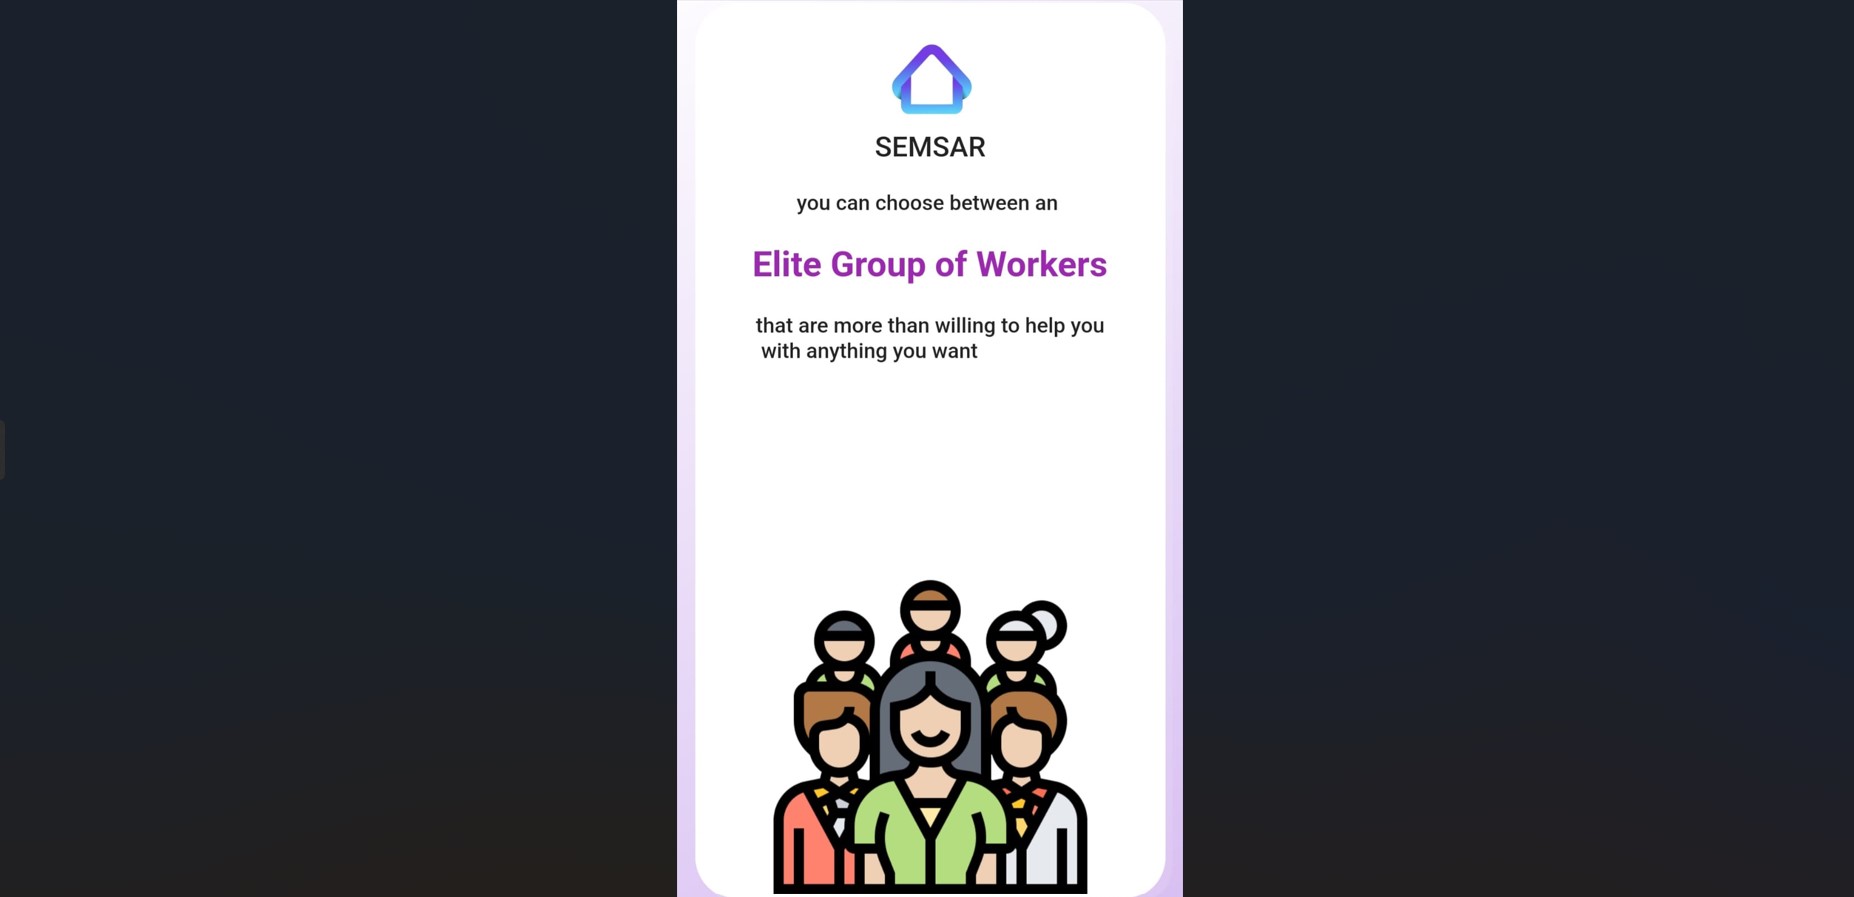 SEMSAR
you can choose between an
Elite Group of Workers
that are more than willing to help you
with anything you want